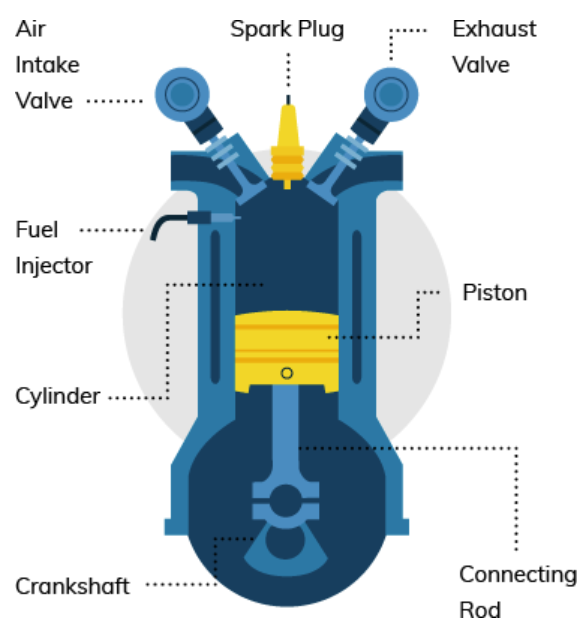 Air
Intake
Valve
Spark Plug
Exhaust
Valve
Fuel
Injector
Piston
Cylinder
Crankshaft
Connecting
Rod